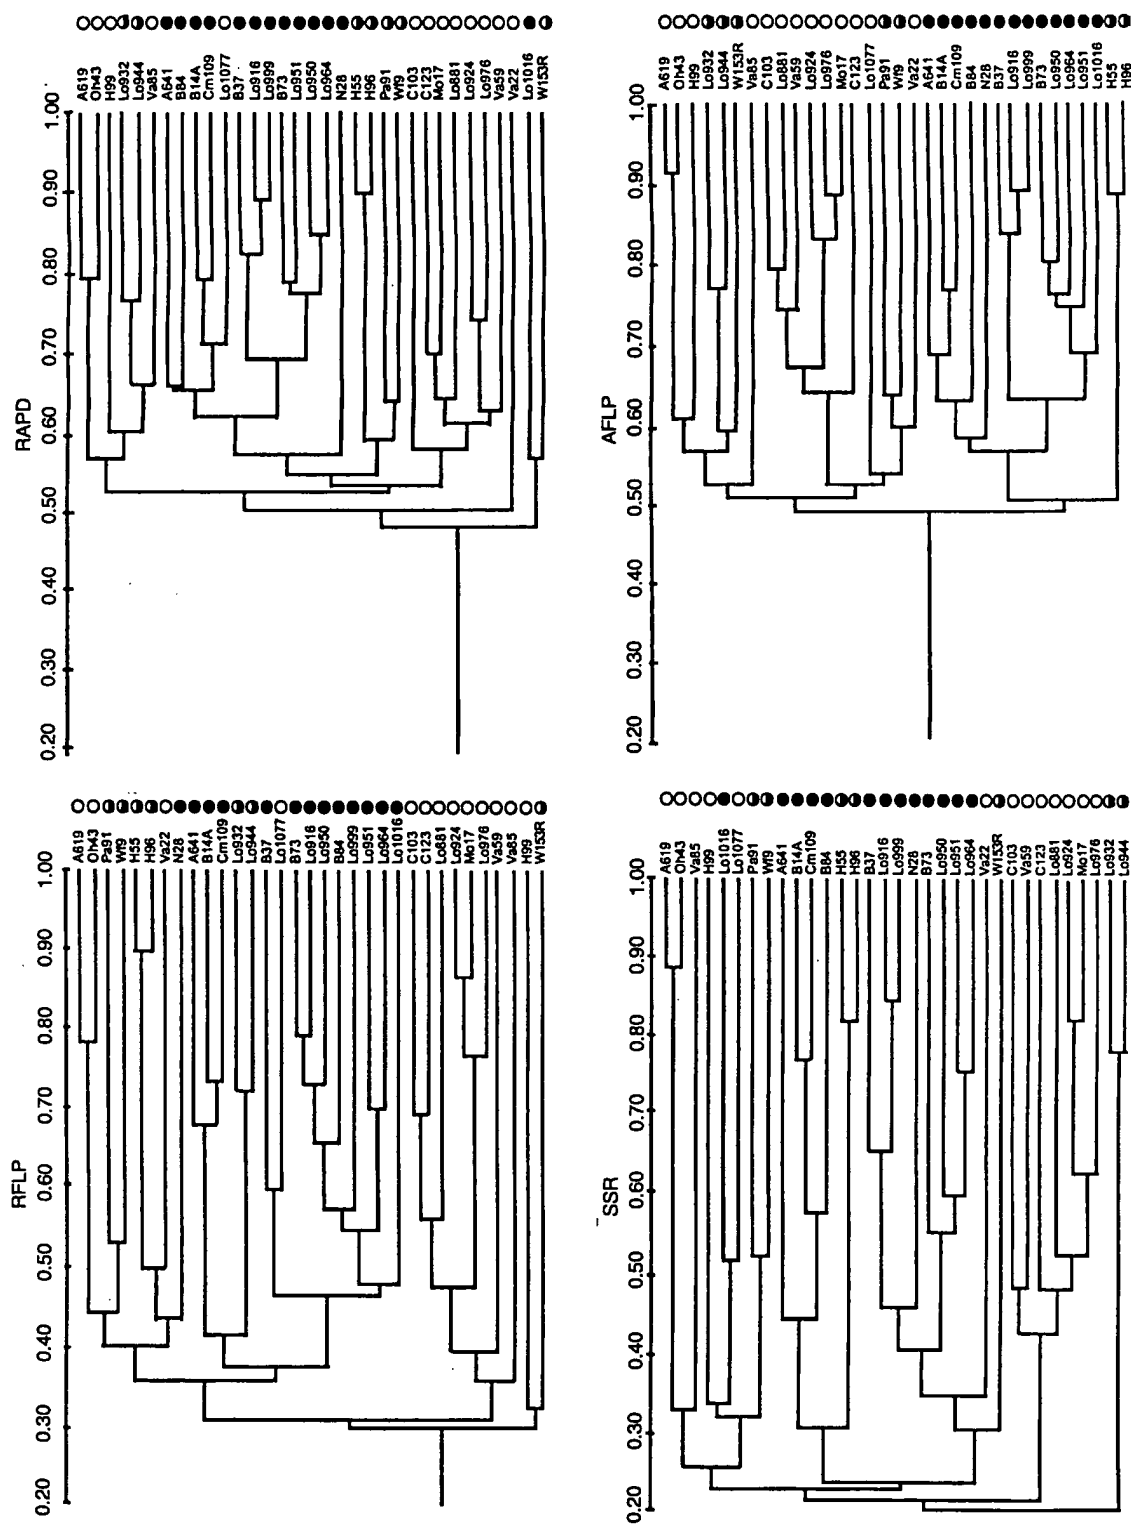 RAPD
0.20 0.30 0.40 0.50 0.60 0.70 0.80 0.90 1.00
A619
Oh43
H99
Lo932
Lo944
Va85
A641
B84
B14A
Cm109
Lo1077
B37
Lo916
Lo999
B73
Lo951
Lo950
Lo964
N28
H55
H96
Pa91
Wf9
C103
C123
Mo17
Lo881
Lo924
Lo976
Va59
Va22
Lo1016
W153R
AFLP
0.20 0.30 0.40 0.50 0.60 0.70 0.80 0.90 1.00
A619
Oh43
H99
Lo932
Lo944
W153R
Va85
C103
Lo881
Va59
Lo924
Lo976
Mo17
C123
Lo1077
Pa91
Wf9
Va22
A641
B14A
Cm109
B84
N28
B37
Lo916
Lo999
B73
Lo950
Lo964
Lo951
Lo1016
H55
H96
RFLP
0.20 0.30 0.40 0.50 0.60 0.70 0.80 0.90 1.00
A619
Oh43
Pa91
Wf9
H55
H96
Va22
N28
A641
B14A
Cm109
Lo932
Lo944
B37
Lo1077
B73
Lo916
Lo950
B84
Lo999
Lo951
Lo964
Lo1016
C103
C123
Lo881
Lo924
Mo17
Lo976
Va59
Va85
H99
W153R
SSR
0.20 0.30 0.40 0.50 0.60 0.70 0.80 0.90 1.00
A619
Oh43
Va85
H99
Lo1016
Lo1077
Pa91
Wf9
A641
B14A
Cm109
B84
H55
H96
B37
Lo916
Lo999
N28
B73
Lo950
Lo951
Lo964
Va22
W153R
C103
Va59
C123
Lo881
Lo924
Mo17
Lo976
Lo932
Lo944